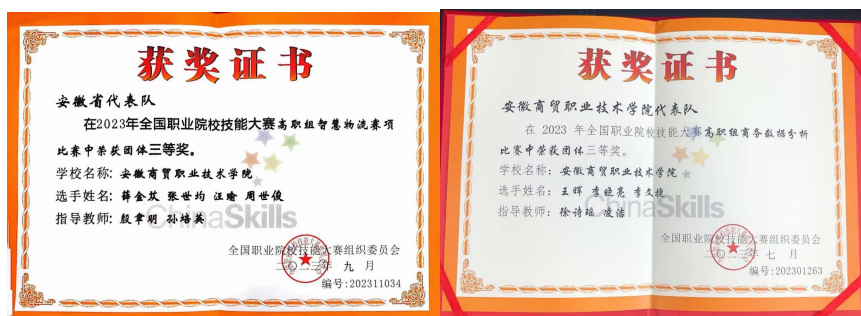 获奖证书
安徽省代表队
在2023年全国职业院校技能大赛高职组智慧物流赛项
比赛中荣获团体三等奖。
学校名称：安徽商贸职业技术学院
选手姓名：薛金苁 张世均 汪瑜 周世俊
指导教师：殷聿明 孙培英
ChinaSkills
全国职业院校技能大赛组织委员会
二〇二三年 九月
编号:202311034
获奖证书
安徽商贸职业技术学院代表队
在 2023 年全国职业院校技能大赛高职组商务数据分析
比赛中荣获团体三等奖。
学校名称：安徽商贸职业技术学院
选手姓名：王晖 李晓亮 李文捷
指导教师：徐诗瑶 凌洁
ChinaSkills
全国职业院校技能大赛组织委员会
二〇二三年 七月
编号:202301263